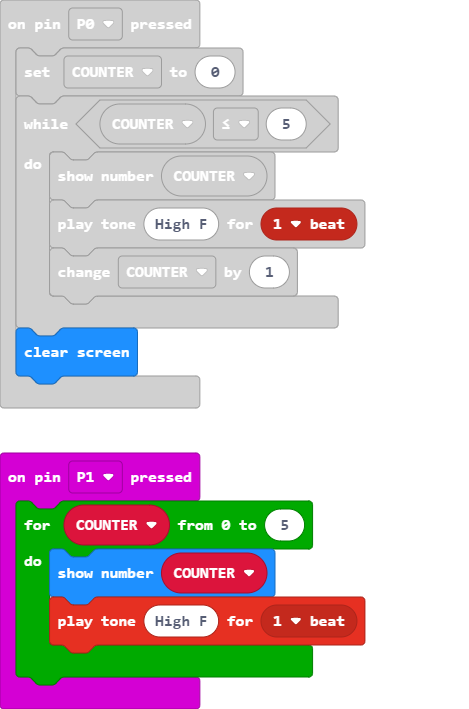 on pin P0 pressed
set COUNTER to 0
while COUNTER ≤ 5
do
show number COUNTER
play tone High F for 1 beat
change COUNTER by 1
clear screen
on pin P1 pressed
for COUNTER from 0 to 5
do
show number COUNTER
play tone High F for 1 beat